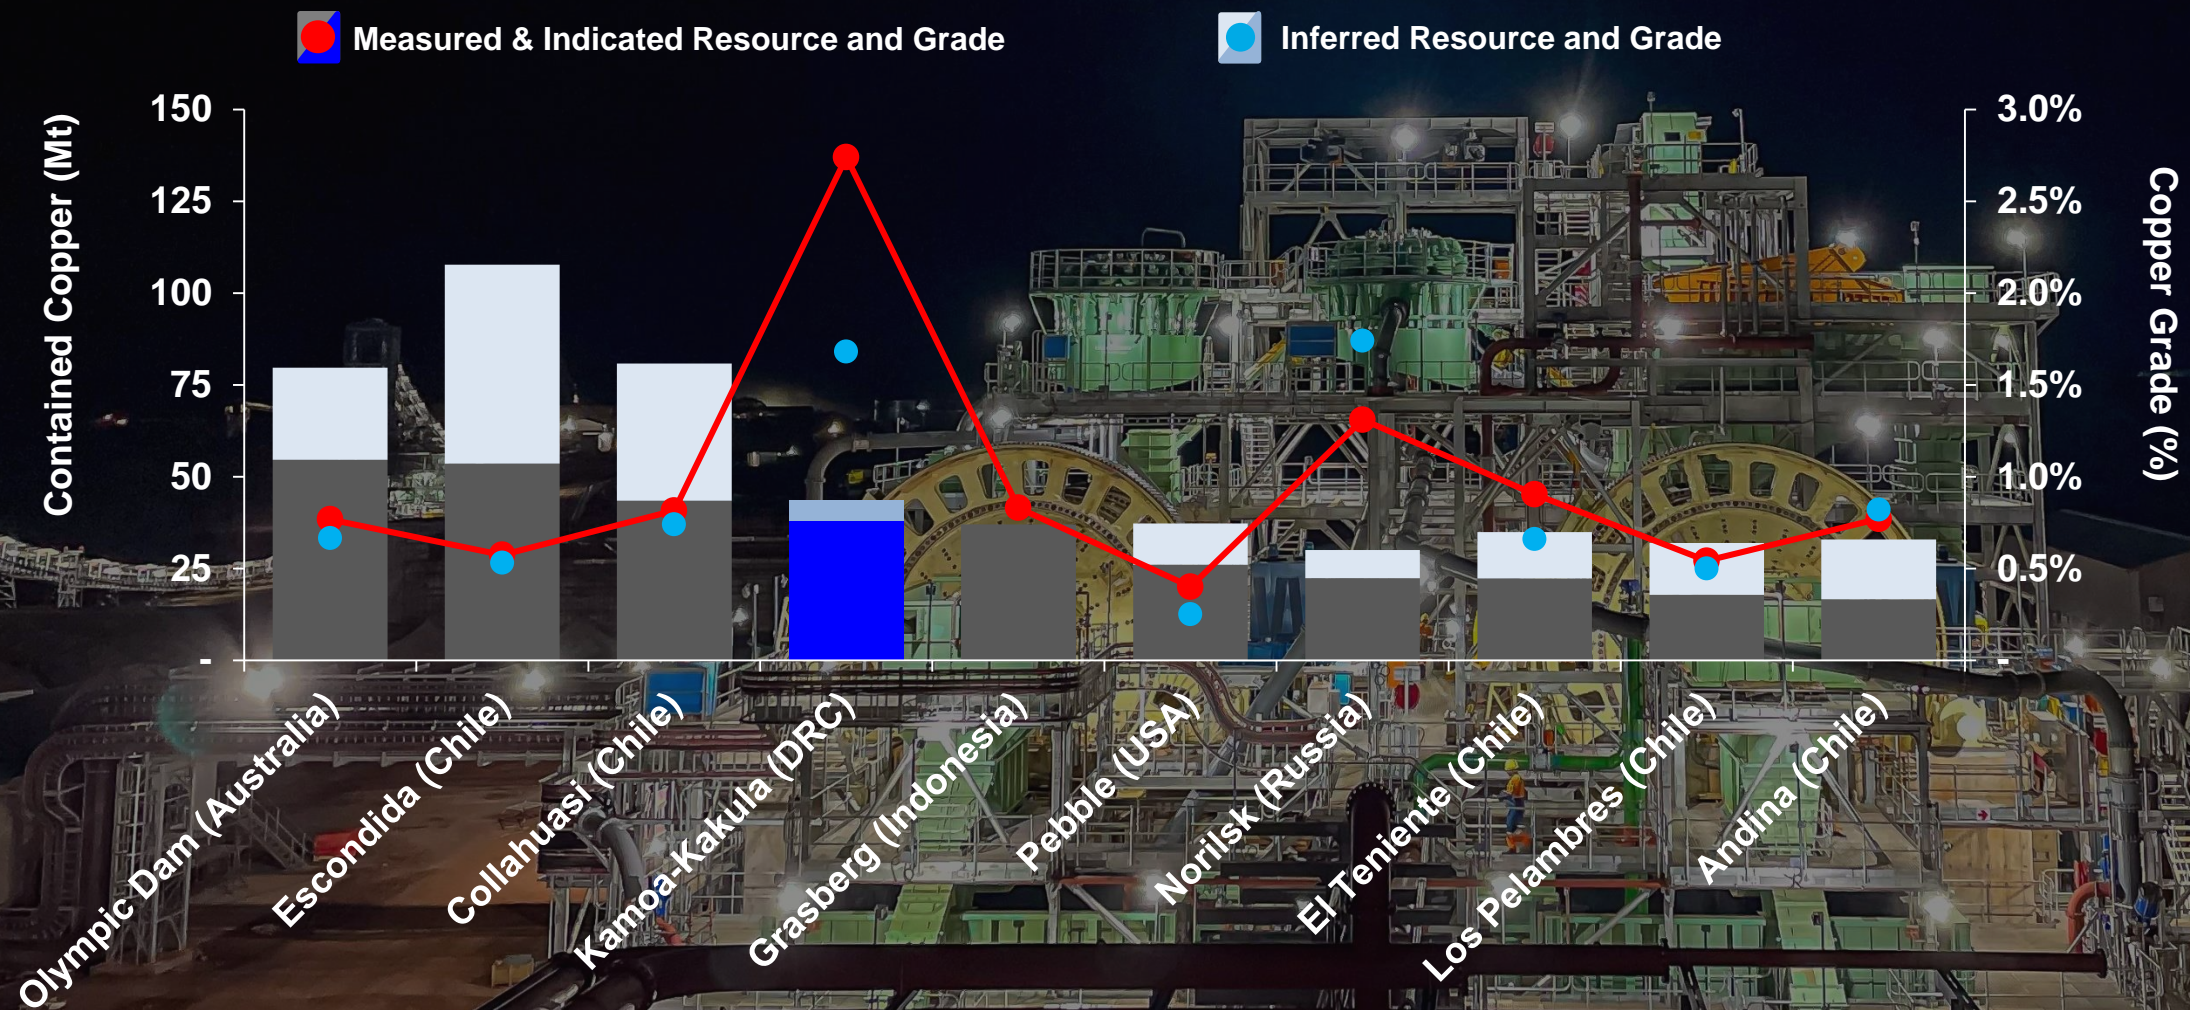 Measured & Indicated Resource and Grade
Inferred Resource and Grade
Contained Copper (Mt)
150
125
100
75
50
25
-
3.0%
2.5%
2.0%
1.5%
1.0%
0.5%
-
Copper Grade (%)
Olympic Dam (Australia)
Escondida (Chile)
Collahuasi (Chile)
Kamoa-Kakula (DRC)
Grasberg (Indonesia)
Pebble (USA)
Norilsk (Russia)
El Teniente (Chile)
Los Pelambres (Chile)
Andina (Chile)